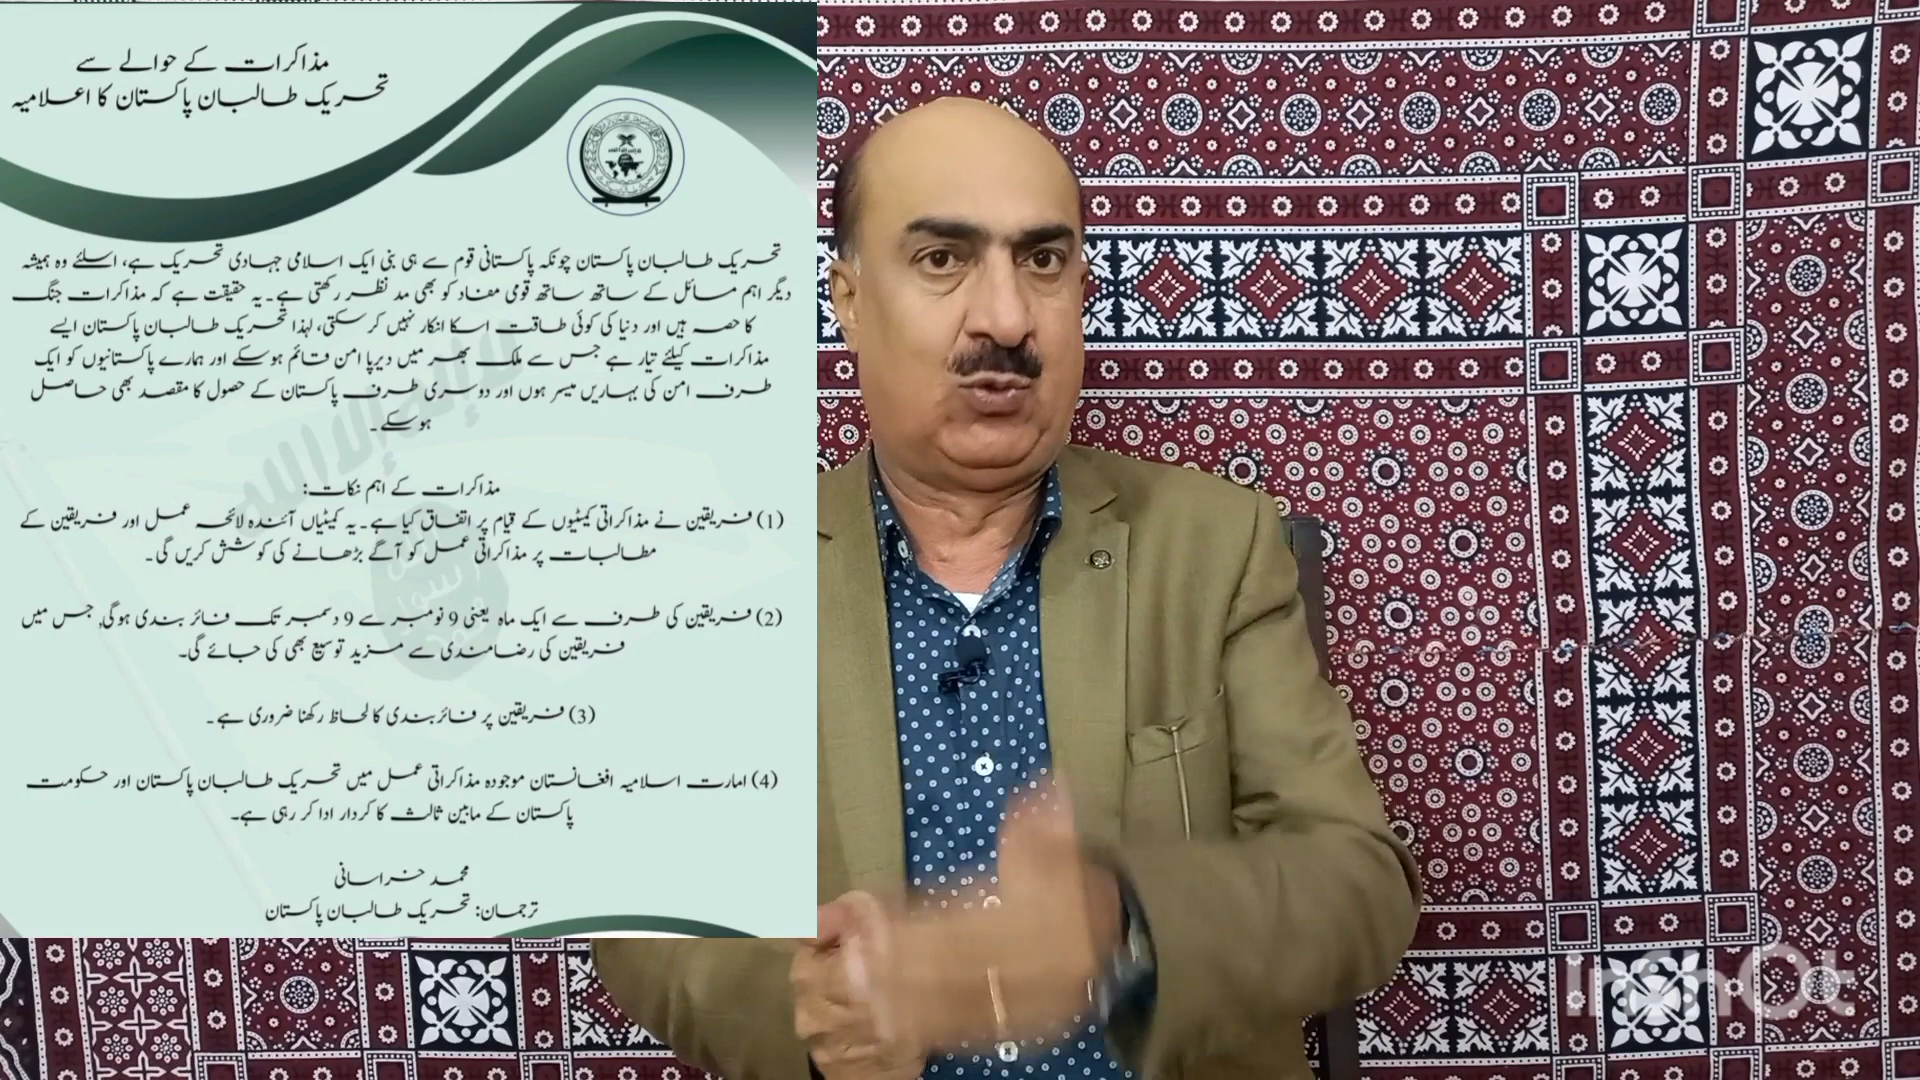 مذاکرات کے حوالے سے
تحریک طالبان پاکستان کا اعلامیہ
تحریک طالبان پاکستان چونکہ پاکستانی قوم سے ہی بنی ایک اسلامی جہادی تحریک ہے، اسلئے وہ ہمیشہ
دیگر اہم مسائل کے ساتھ ساتھ قومی مفاد کو بھی مد نظر رکھتی ہے۔ یہ حقیقت ہے کہ مذاکرات جنگ
کا حصہ ہیں اور دنیا کی کوئی طاقت اسکا انکار نہیں کرسکتی، لہذا تحریک طالبان پاکستان ایسے
مذاکرات کیلئے تیار ہے جس سے ملک بھر میں دیرپا امن قائم ہوسکے اور ہمارے پاکستانیوں کو ایک
طرف امن کی بہاریں میسر ہوں اور دوسری طرف پاکستان کے حصول کا مقصد بھی حاصل
ہوسکے۔
مذاکرات کے اہم نکات:
(1) فریقین نے مذاکراتی کمیٹیوں کے قیام پر اتفاق کیا ہے۔ یہ کمیٹیاں آئندہ لائحہ عمل اور فریقین کے
مطالبات پر مذاکراتی عمل کو آگے بڑھانے کی کوشش کریں گی۔
(2) فریقین کی طرف سے ایک ماہ یعنی 9 نومبر سے 9 دسمبر تک فائر بندی ہوگی, جس میں
فریقین کی رضامندی سے مزید توسیع بھی کی جائے گی۔
(3) فریقین پر فائربندی کا لحاظ رکھنا ضروری ہے۔
(4) امارت اسلامیہ افغانستان موجودہ مذاکراتی عمل میں تحریک طالبان پاکستان اور حکومت
پاکستان کے مابین ثالث کا کردار ادا کر رہی ہے۔
محمد خراسانی
ترجمان: تحریک طالبان پاکستان
لا إله إلا الله
الله
رسول
محمد
InShOt